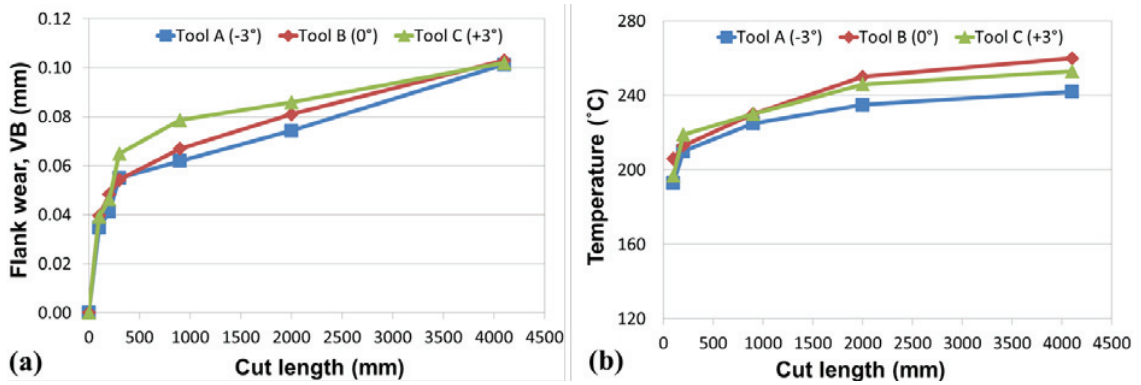 0.12
Tool A (-3°) Tool B (0°) Tool C (+3°)
0.10
0.08
0.06
0.04
0.02
0.00
Flank wear, VB (mm)
0 500 1000 1500 2000 2500 3000 3500 4000 4500
(a)
Cut length (mm)
280
Tool A (-3°) Tool B (0°) Tool C (+3°)
240
200
160
120
Temperature (°C)
0 500 1000 1500 2000 2500 3000 3500 4000 4500
(b)
Cut length (mm)